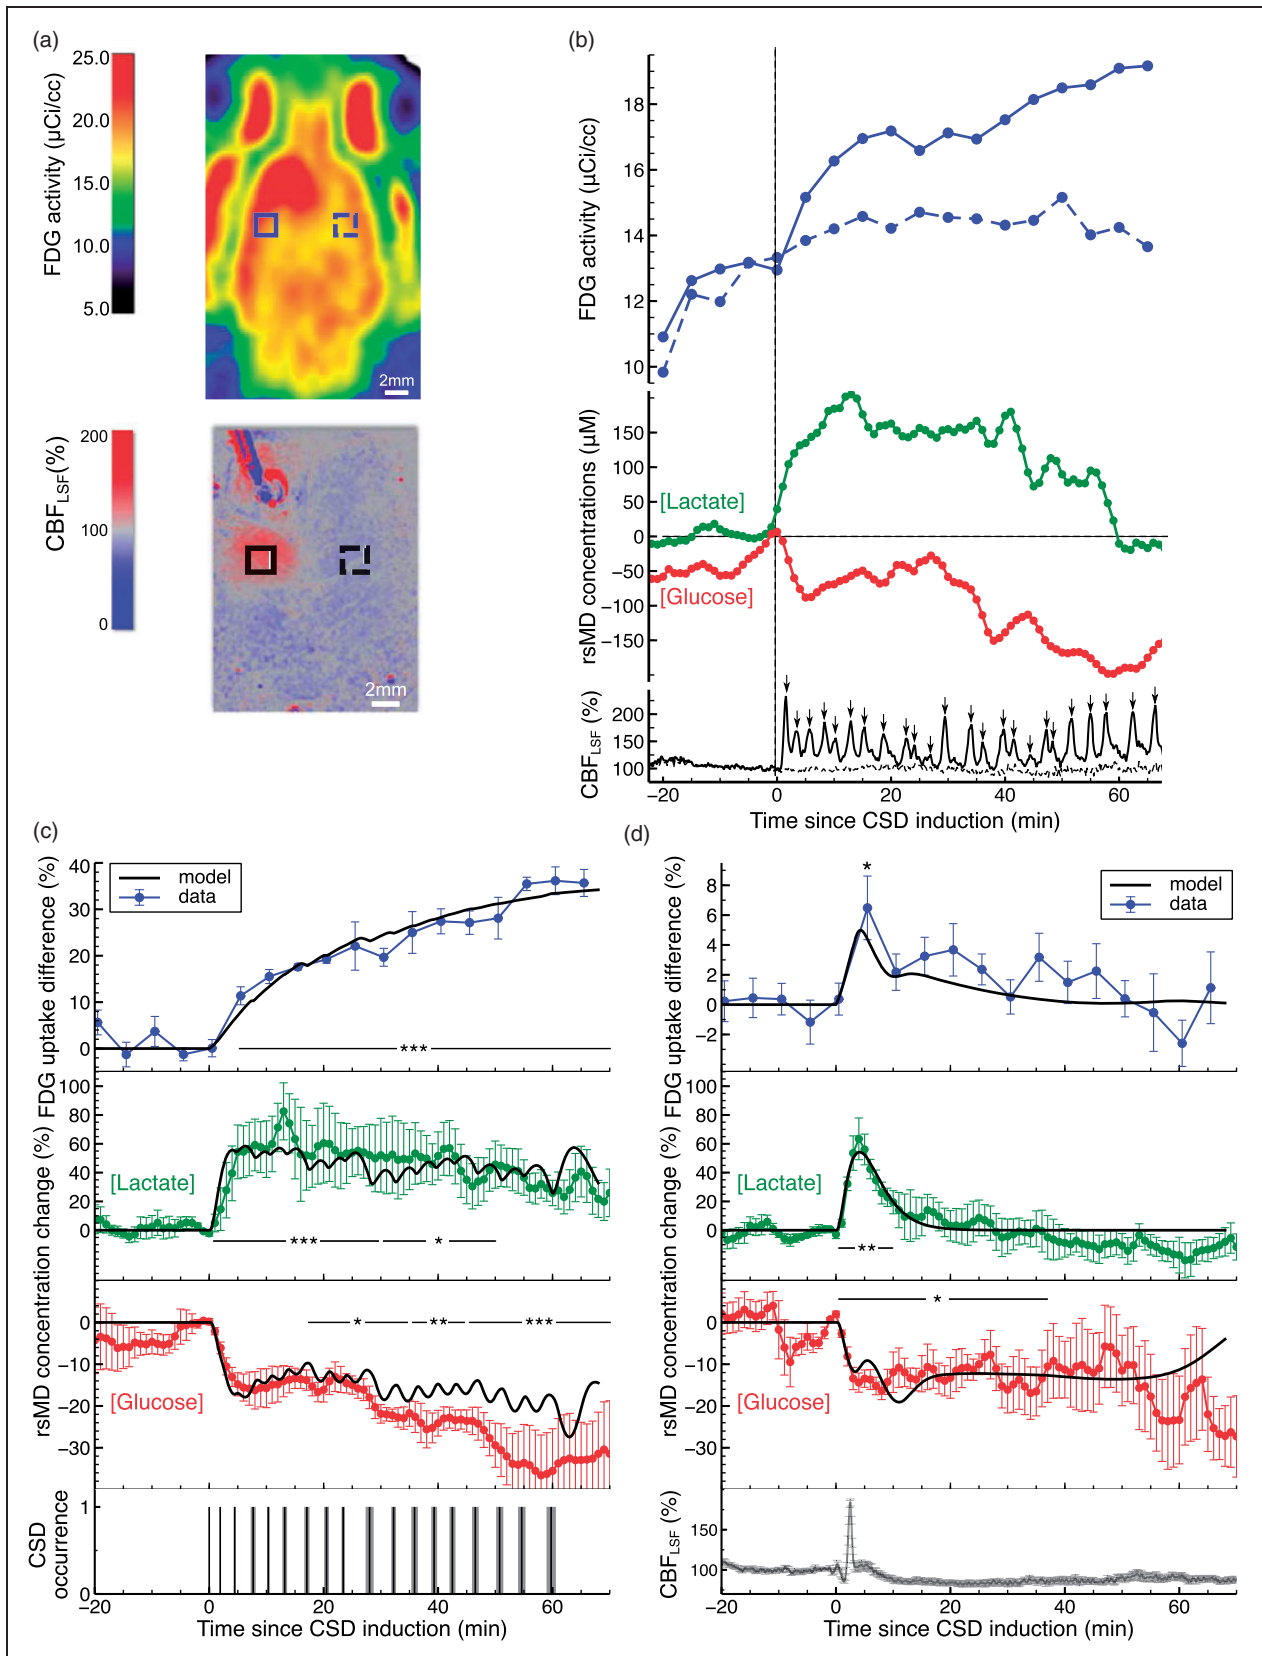 (a)
FDG activity (µCi/cc)
25.0
20.0
15.0
10.0
5.0
2mm
CBF_LSF(%)
200
100
0
2mm
(b)
FDG activity (µCi/cc)
18
16
14
12
10
rsMD concentrations (µM)
150
100
50
0
−50
−100
−150
[Lactate]
[Glucose]
CBF_LSF (%)
200
150
100
−20 0 20 40 60
Time since CSD induction (min)
(c)
FDG uptake difference (%)
40
30
20
10
0
model
data
***
rsMD concentration change (%)
100
80
60
40
20
0
[Lactate]
*** *
0
−10
−20
−30
[Glucose]
* ** ***
CSD
occurrence
1
0
−20 0 20 40 60
Time since CSD induction (min)
(d)
FDG uptake difference (%)
8
6
4
2
0
−2
*
model
data
rsMD concentration change (%)
100
80
60
40
20
0
[Lactate]
**
0
−10
−20
−30
[Glucose]
*
CBF_LSF (%)
150
100
−20 0 20 40 60
Time since CSD induction (min)